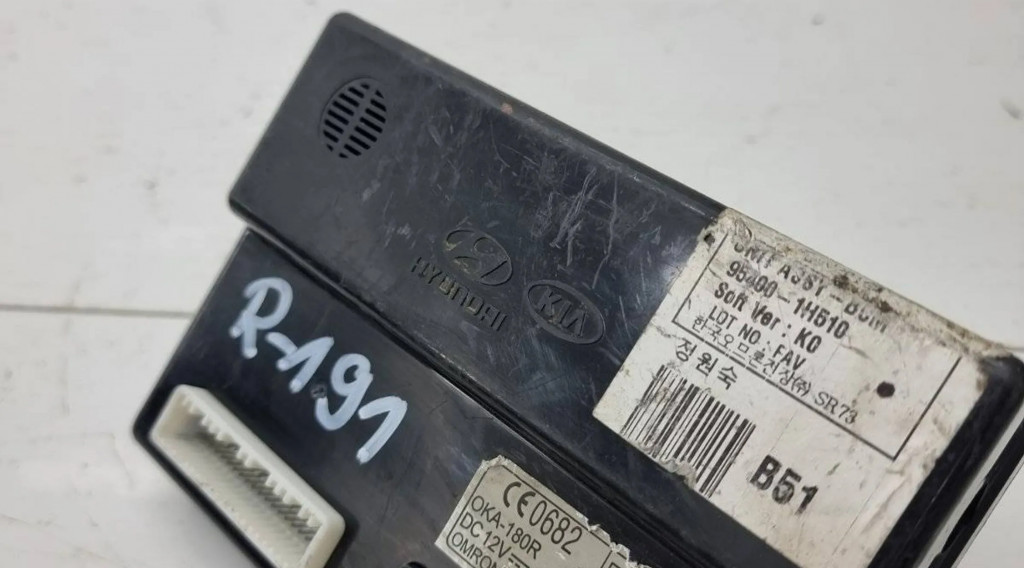 HYUNDAI
KIA
UNIT ASSY - BCM
95400-1H510
Soft Ver : K0
LOT NO : FAV
한국오므론전장(주) SR73
정원숙
B51
R-191
CE0682
OKA-180R
DC 12V
OMRON